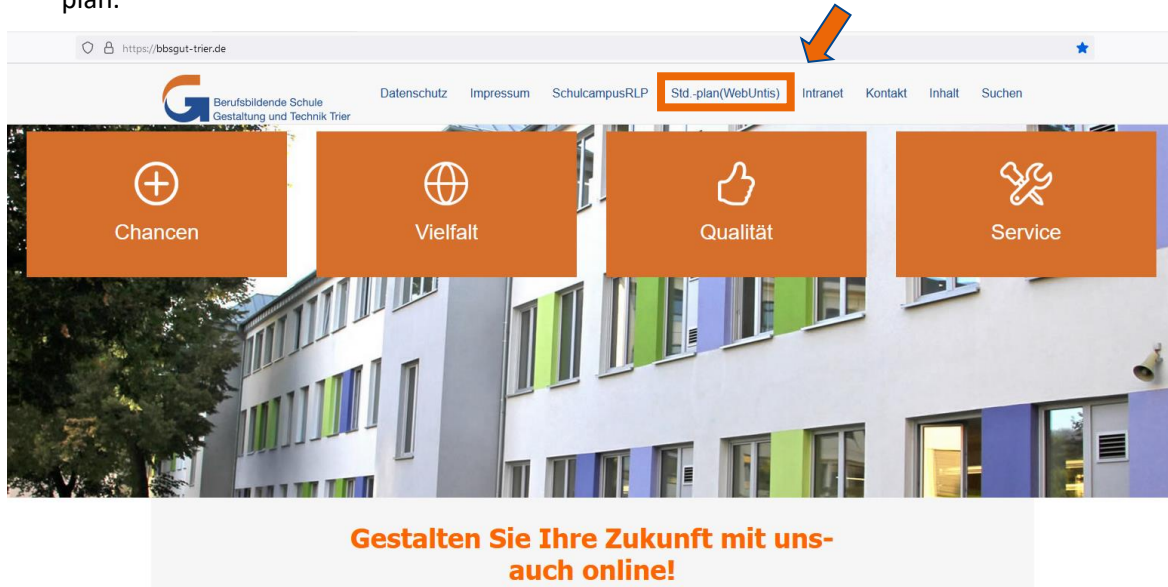 plan.
https://bbsgut-trier.de
Berufsbildende Schule
Gestaltung und Technik Trier
Datenschutz Impressum SchulcampusRLP Std.-plan(WebUntis) Intranet Kontakt Inhalt Suchen
Chancen Vielfalt Qualität Service
Gestalten Sie Ihre Zukunft mit uns-
auch online!